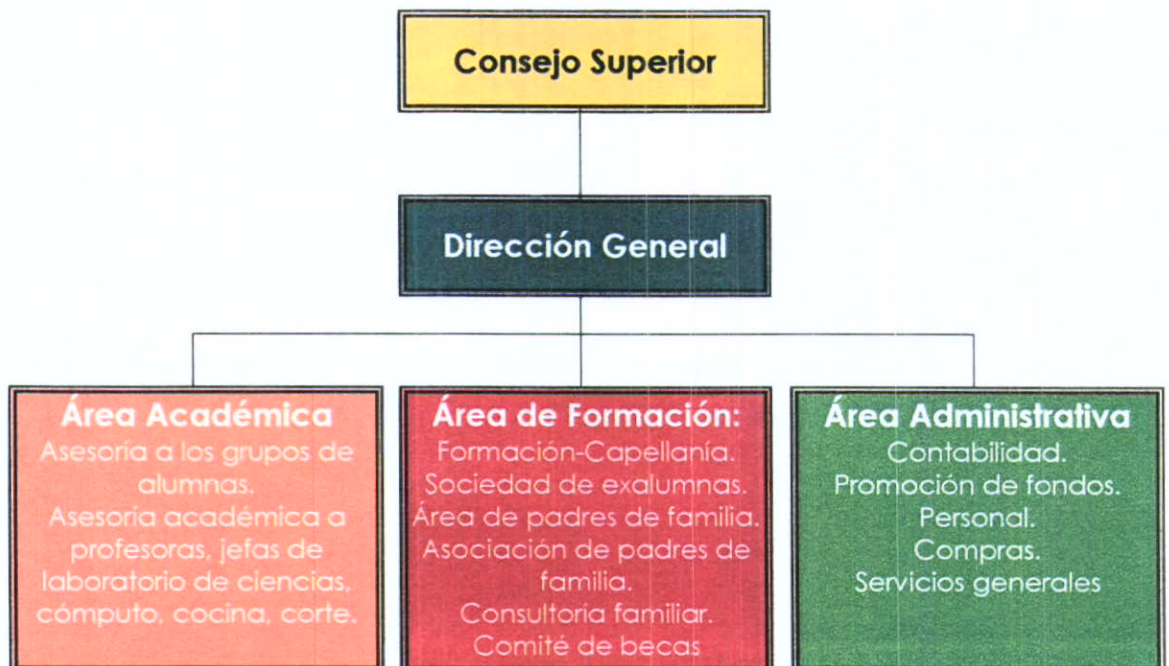 Consejo Superior
Dirección General
Área Académica
Asesoría a los grupos de
alumnas.
Asesoría académica a
profesoras, jefas de
laboratorio de ciencias,
cómputo, cocina, corte.
Área de Formación:
Formación-Capellanía.
Sociedad de exalumnas.
Área de padres de familia.
Asociación de padres de
familia.
Consultoría familiar.
Comité de becas
Área Administrativa
Contabilidad.
Promoción de fondos.
Personal.
Compras.
Servicios generales